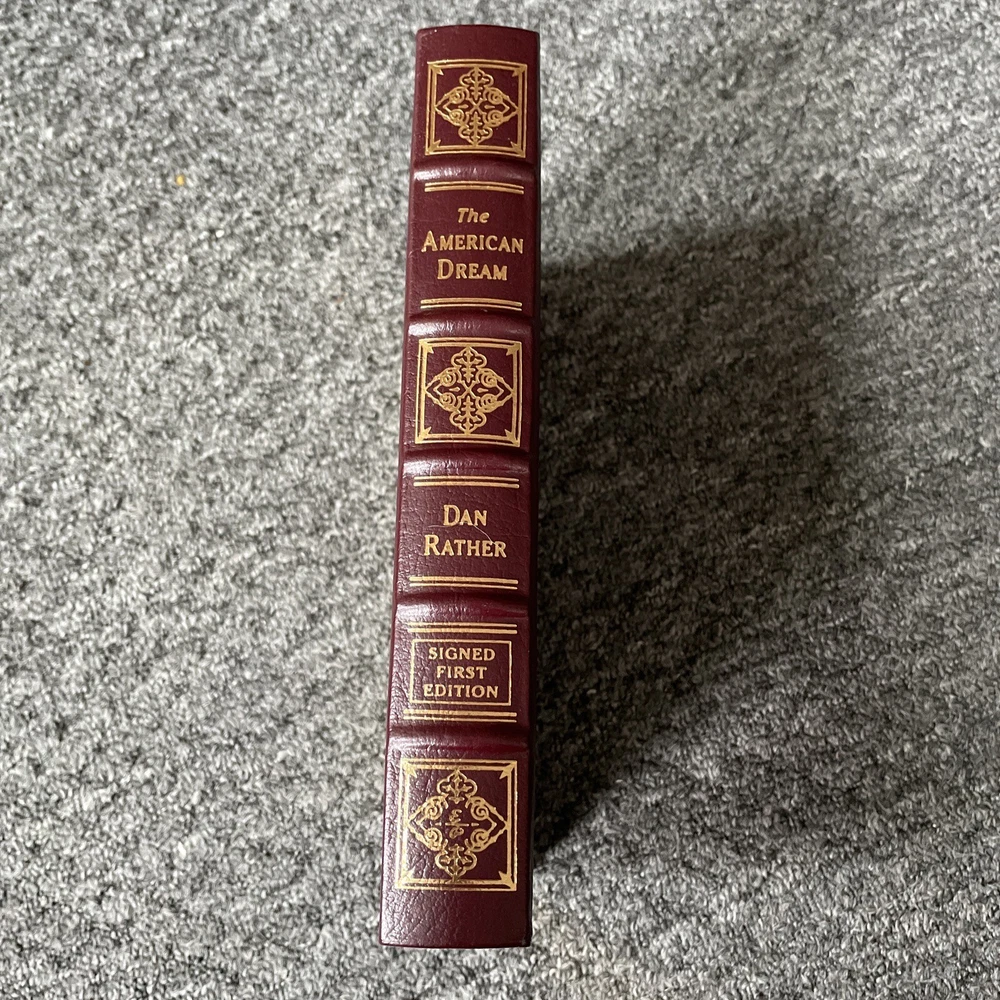 The
AMERICAN
DREAM
DAN
RATHER
SIGNED
FIRST
EDITION